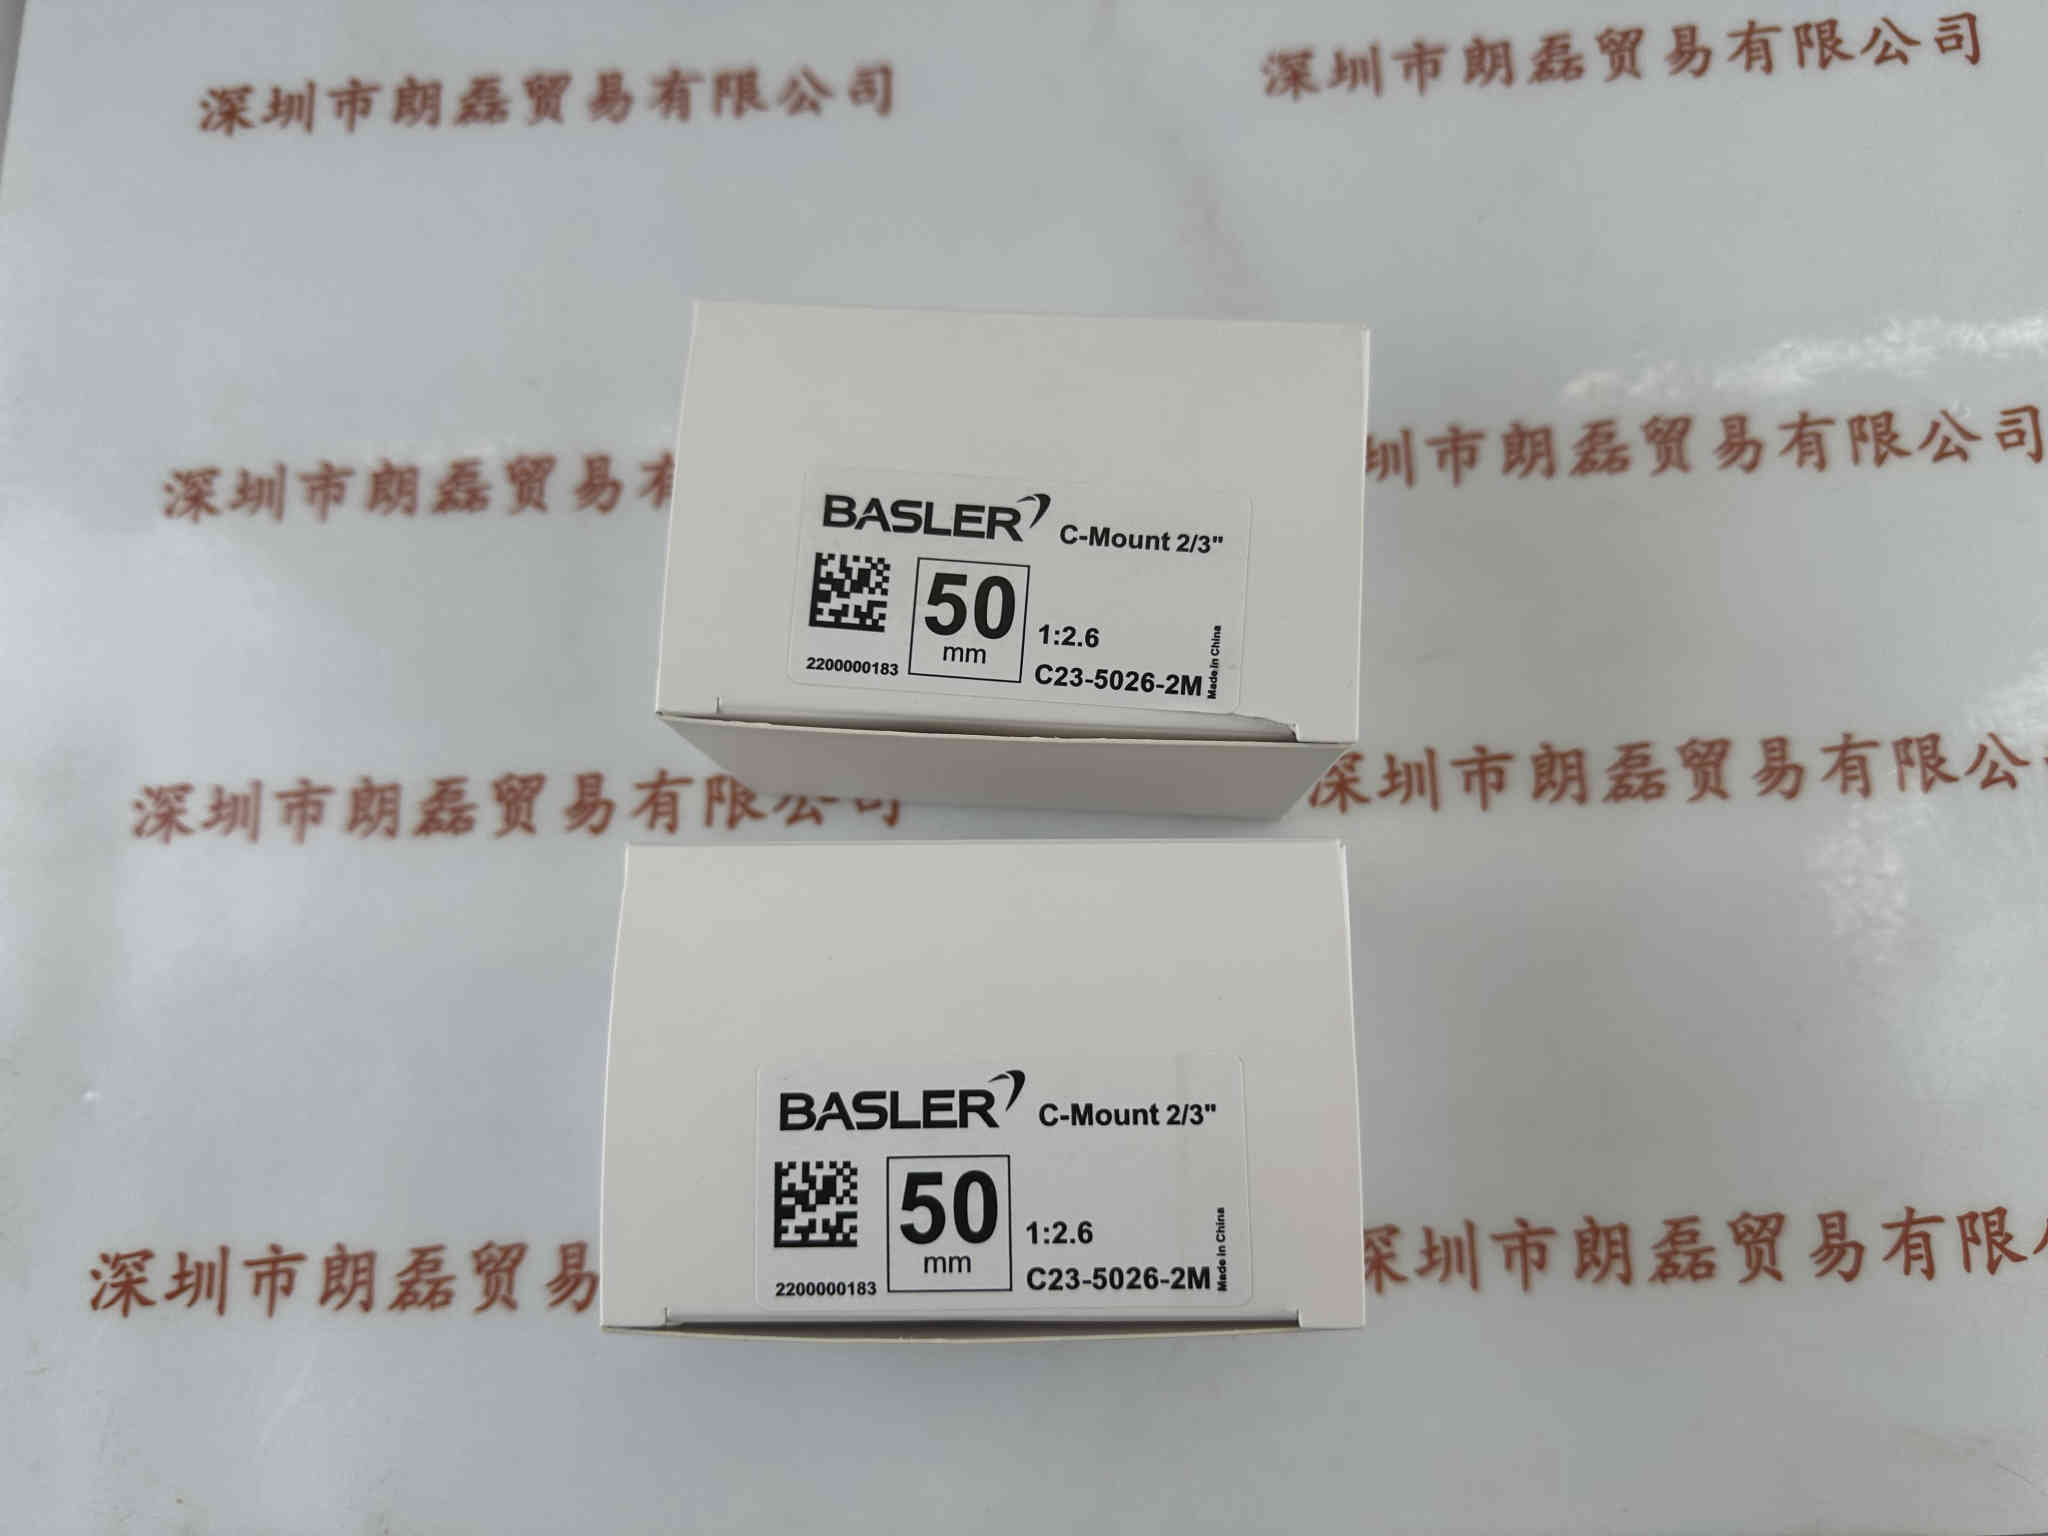 深圳市朗磊贸易有限公司
深圳市朗磊贸易有限公司
深圳市朗磊贸易有
圳市朗磊贸易有限公司
BASLER C-Mount 2/3"
50
mm
1:2.6
2200000183
C23-5026-2M
Made in China
深圳市朗磊贸易有限公司
深圳市朗磊贸易有限公
BASLER C-Mount 2/3"
50
mm
1:2.6
2200000183
C23-5026-2M
Made in China
深圳市朗磊贸易
深圳市朗磊贸易有限